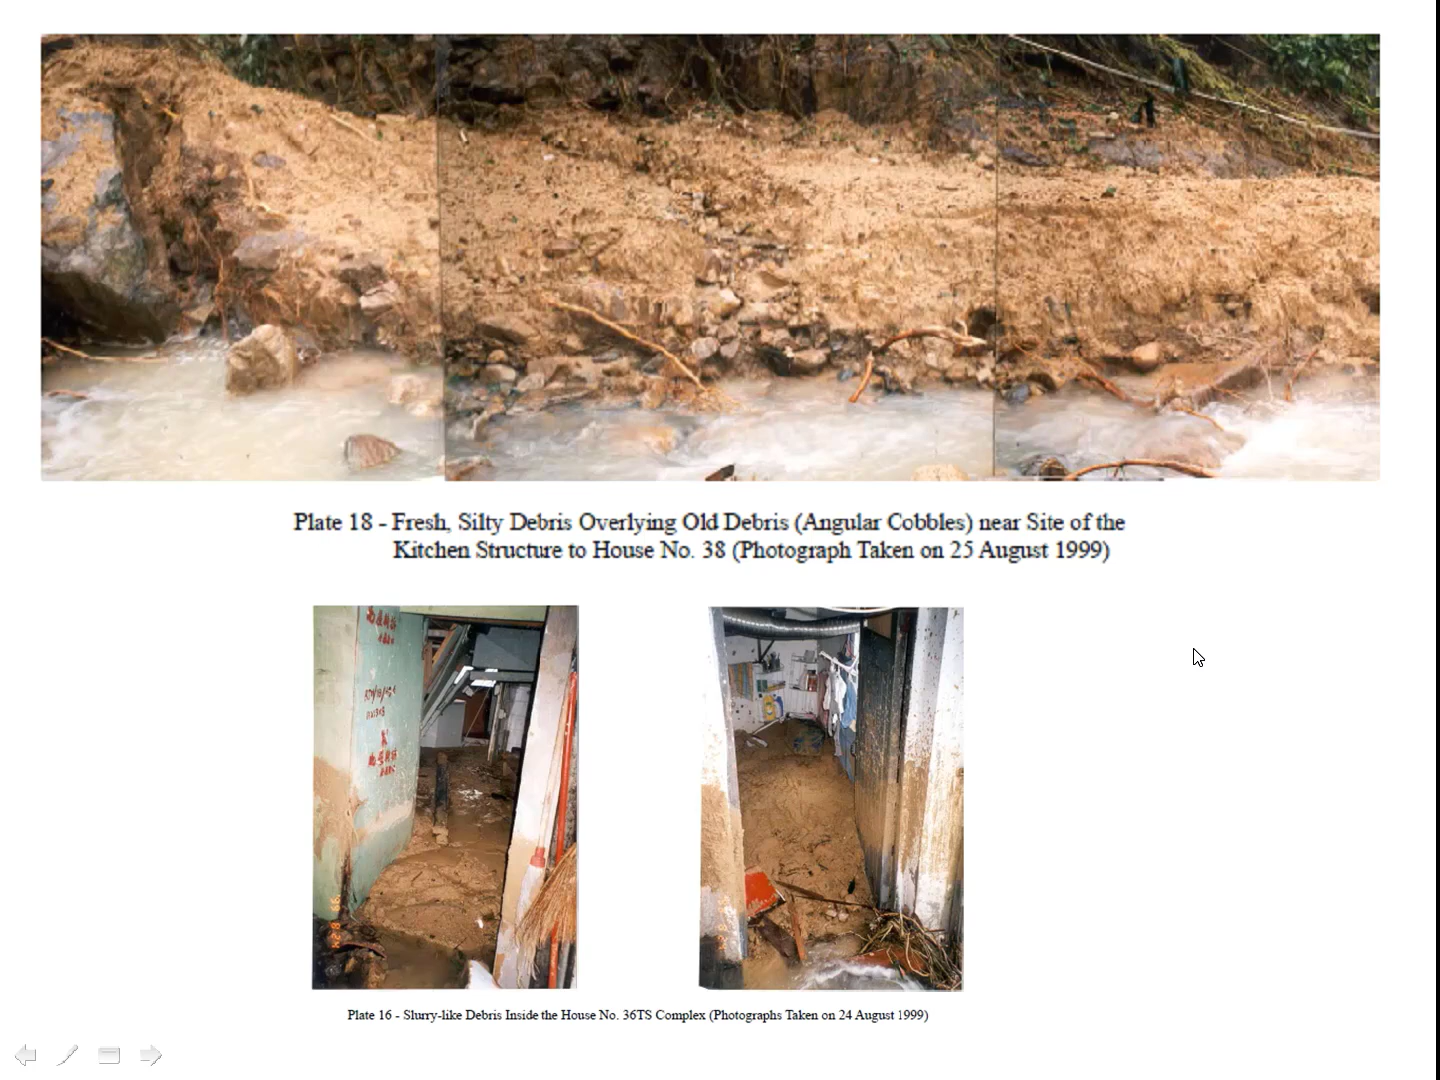 Plate 18 - Fresh, Silty Debris Overlying Old Debris (Angular Cobbles) near Site of the
Kitchen Structure to House No. 38 (Photograph Taken on 25 August 1999)
Plate 16 - Slurry-like Debris Inside the House No. 36TS Complex (Photographs Taken on 24 August 1999)